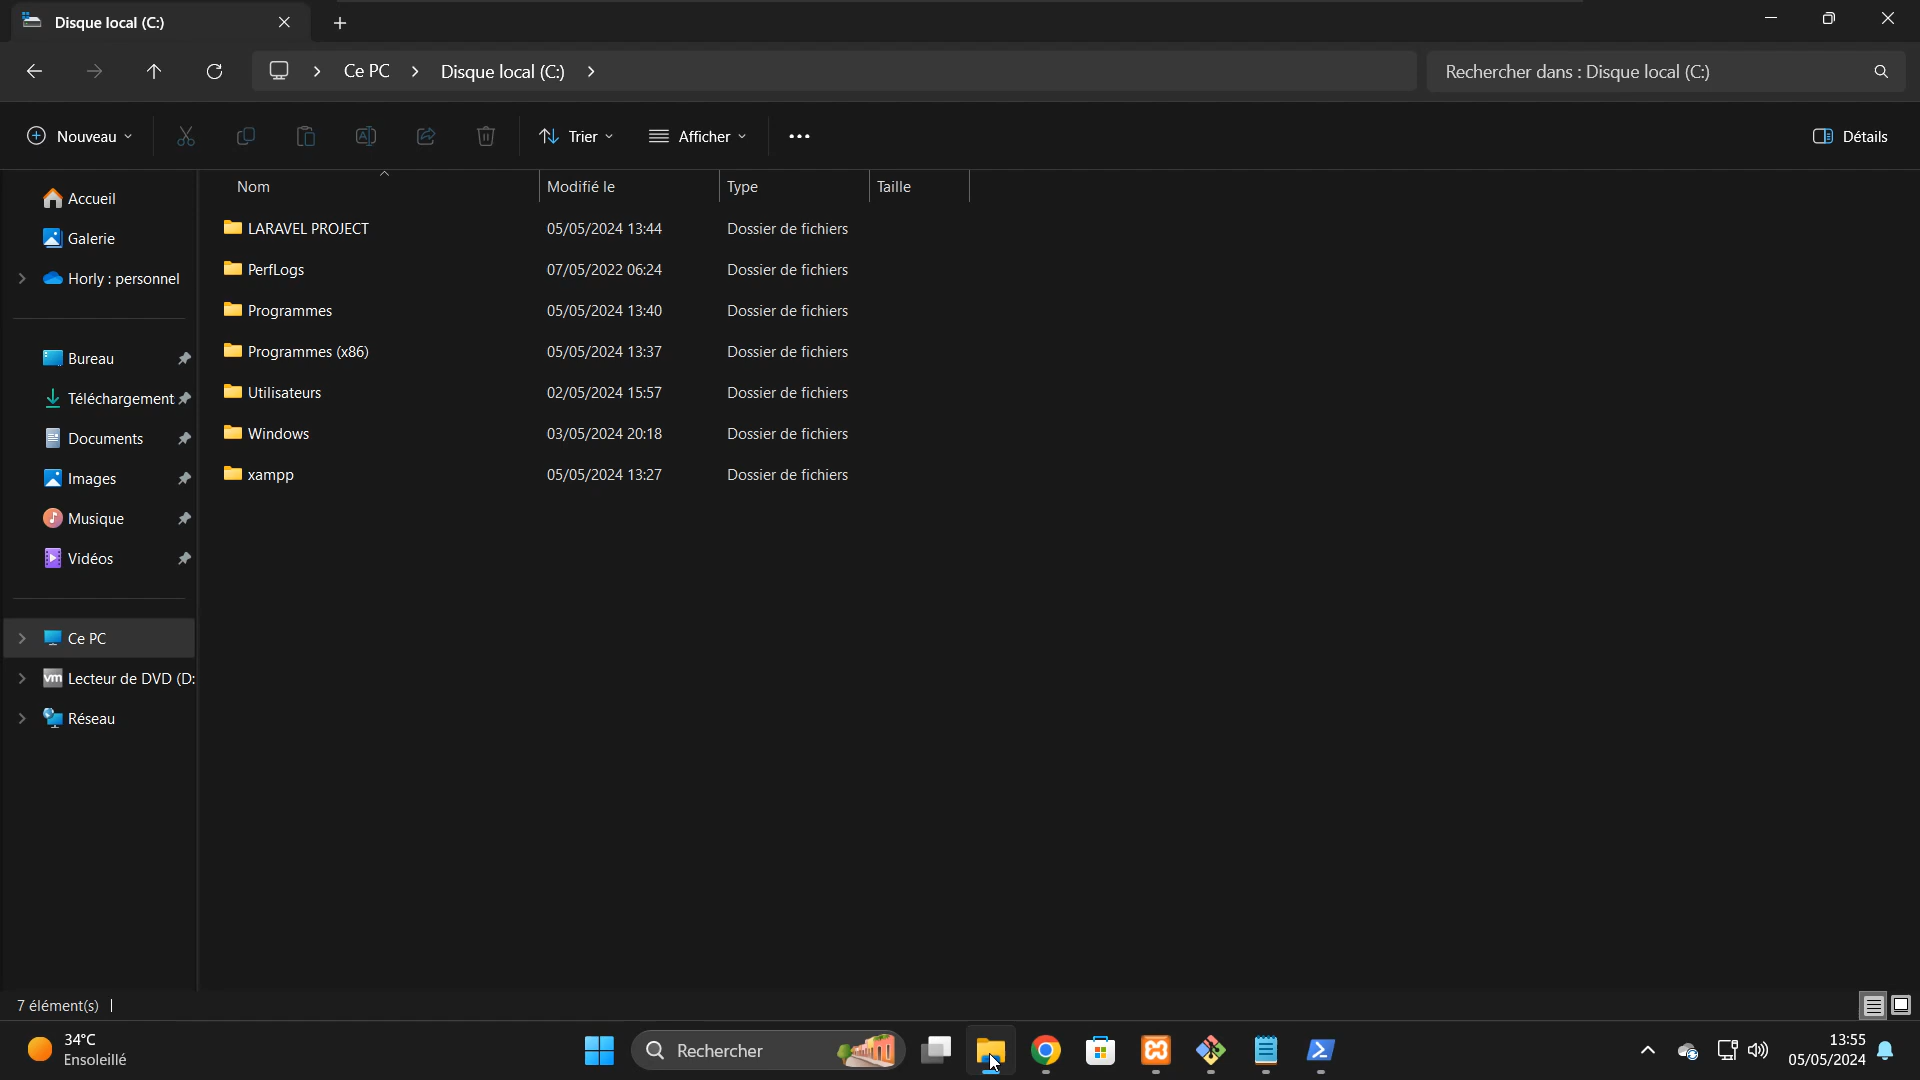 Disque local (C:)
Ce PC
Disque local (C:)
Rechercher dans : Disque local (C:)
Nouveau
Trier
Afficher
Détails
Accueil
Galerie
Horly : personnel
Bureau
Téléchargement
Documents
Images
Musique
Vidéos
Ce PC
vm Lecteur de DVD (D:
Réseau
Nom Modifié le Type Taille
LARAVEL PROJECT 05/05/2024 13:44 Dossier de fichiers
PerfLogs 07/05/2022 06:24 Dossier de fichiers
Programmes 05/05/2024 13:40 Dossier de fichiers
Programmes (x86) 05/05/2024 13:37 Dossier de fichiers
Utilisateurs 02/05/2024 15:57 Dossier de fichiers
Windows 03/05/2024 20:18 Dossier de fichiers
xampp 05/05/2024 13:27 Dossier de fichiers
7 élément(s)
34°C
Ensoleillé
Rechercher
13:55
05/05/2024